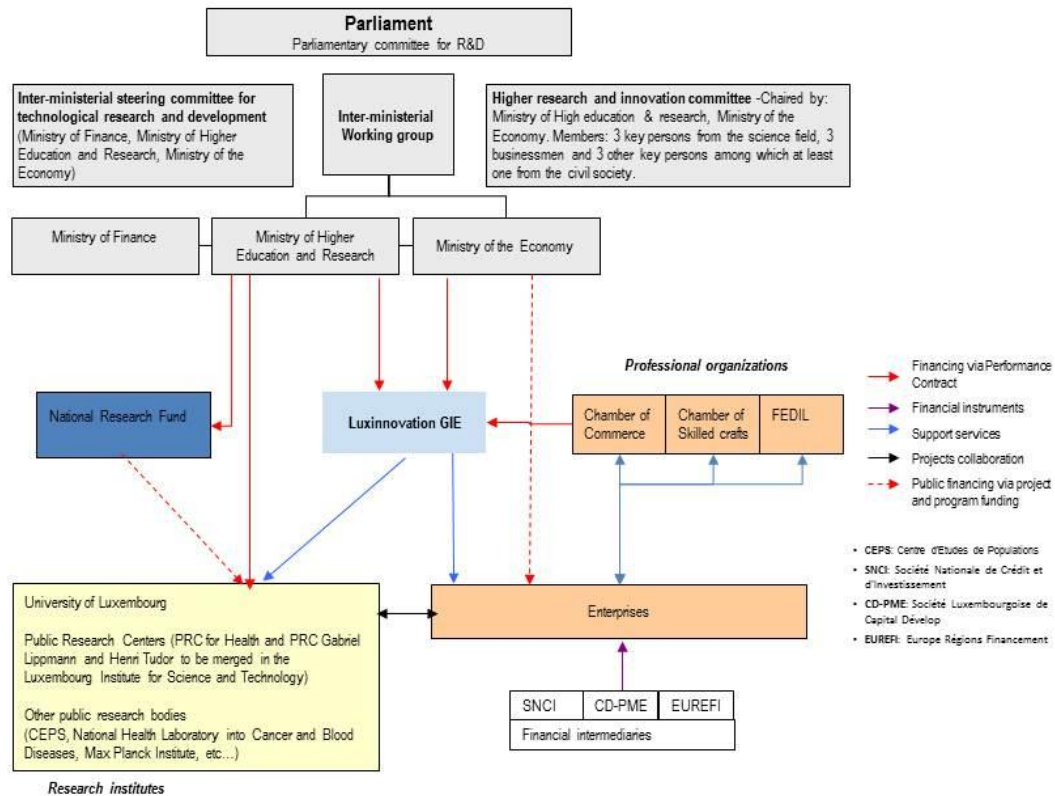 Parliament
Parliamentary committee for R&D
Inter-ministerial steering committee for
technological research and development
(Ministry of Finance, Ministry of Higher
Education and Research, Ministry of the
Economy)
Inter-ministerial
Working group
Higher research and innovation committee -Chaired by:
Ministry of High education & research, Ministry of the
Economy. Members: 3 key persons from the science field, 3
businessmen and 3 other key persons among which at least
one from the civil society.
Ministry of Finance
Ministry of Higher
Education and Research
Ministry of the Economy
Professional organizations
National Research Fund
Luxinnovation GIE
Chamber of
Commerce
Chamber of
Skilled crafts
FEDIL
Financing via Performance
Contract
Financial instruments
Support services
Projects collaboration
Public financing via project
and program funding
• CEPS: Centre d'Etudes de Populations
• SNCI: Société Nationale de Crédit et
d'Investissement
• CD-PME: Société Luxembourgoise de
Capital Dévelop
• EUREFI: Europe Régions Financement
University of Luxembourg
Public Research Centers (PRC for Health and PRC Gabriel
Lippmann and Henri Tudor to be merged in the
Luxembourg Institute for Science and Technology)
Other public research bodies
(CEPS, National Health Laboratory into Cancer and Blood
Diseases, Max Planck Institute, etc…)
Enterprises
SNCI
CD-PME
EUREFI
Financial intermediaries
Research institutes